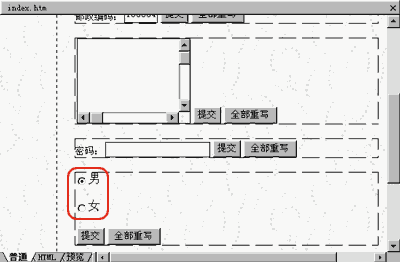 index.htm
邮政编码: 100004 提交 全部重写
提交 全部重写
密码: 提交 全部重写
男
女
提交 全部重写
普通 HTML 预览